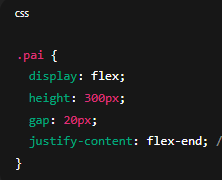 css
.pai {
display: flex;
height: 300px;
gap: 20px;
justify-content: flex-end; /
}